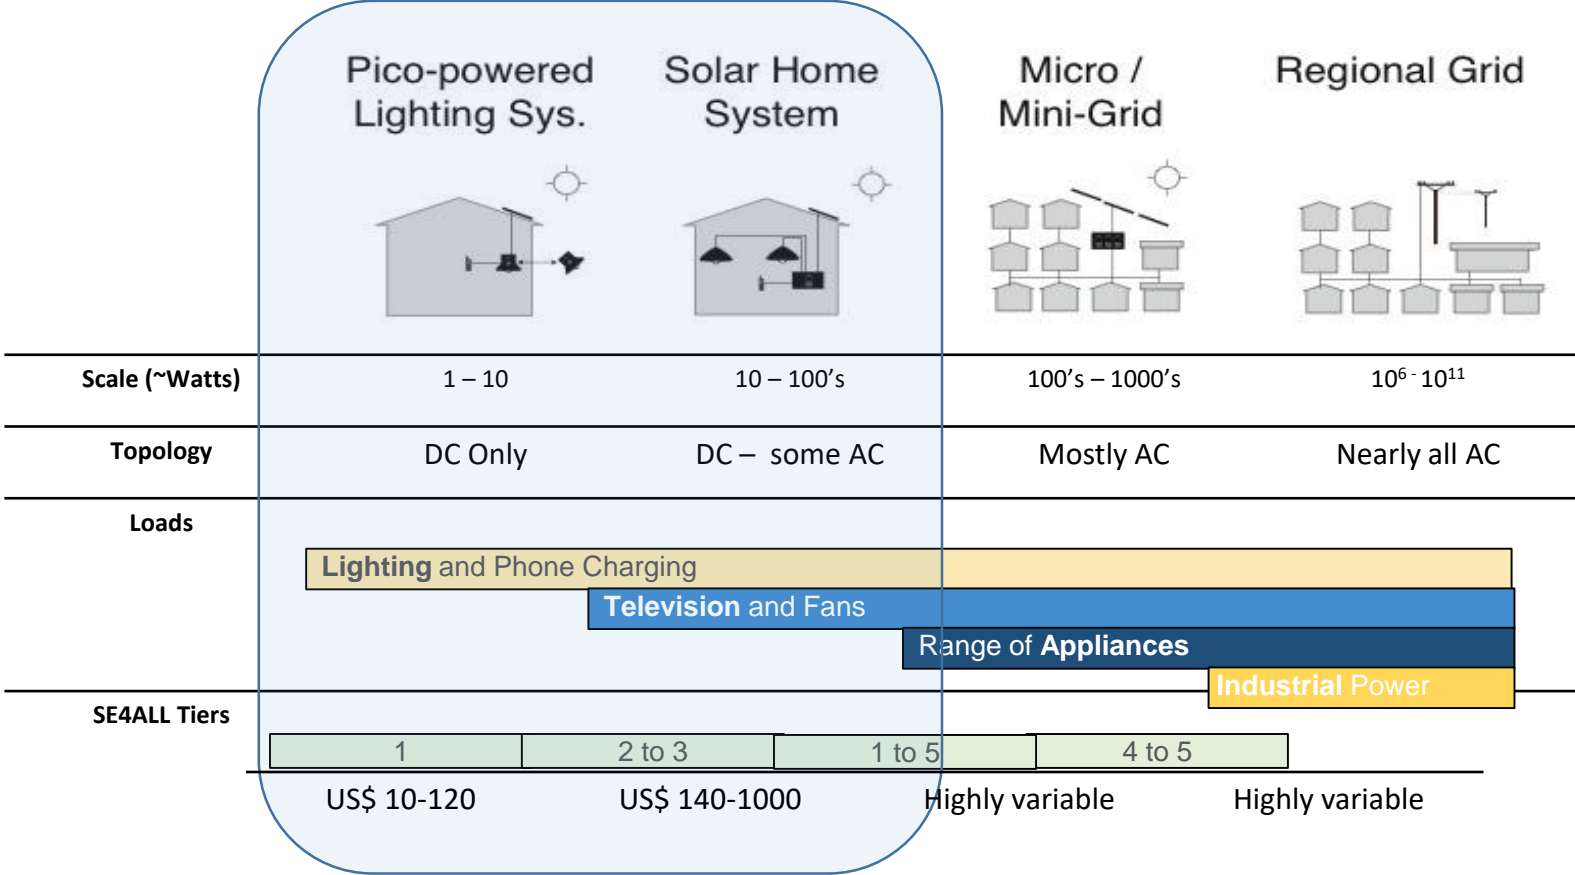 Pico-powered
Lighting Sys.
Solar Home
System
Micro /
Mini-Grid
Regional Grid
Scale (~Watts)
1 – 10
10 – 100's
100's – 1000's
10⁶ - 10¹¹
Topology
DC Only
DC – some AC
Mostly AC
Nearly all AC
Loads
Lighting and Phone Charging
Television and Fans
Range of Appliances
Industrial Power
SE4ALL Tiers
1
2 to 3
1 to 5
4 to 5
US$ 10-120
US$ 140-1000
Highly variable
Highly variable